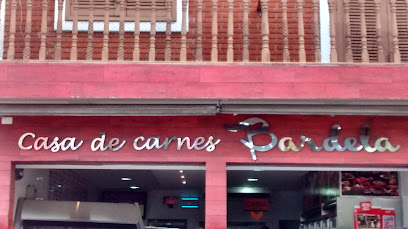 Casa de carnes Bardela